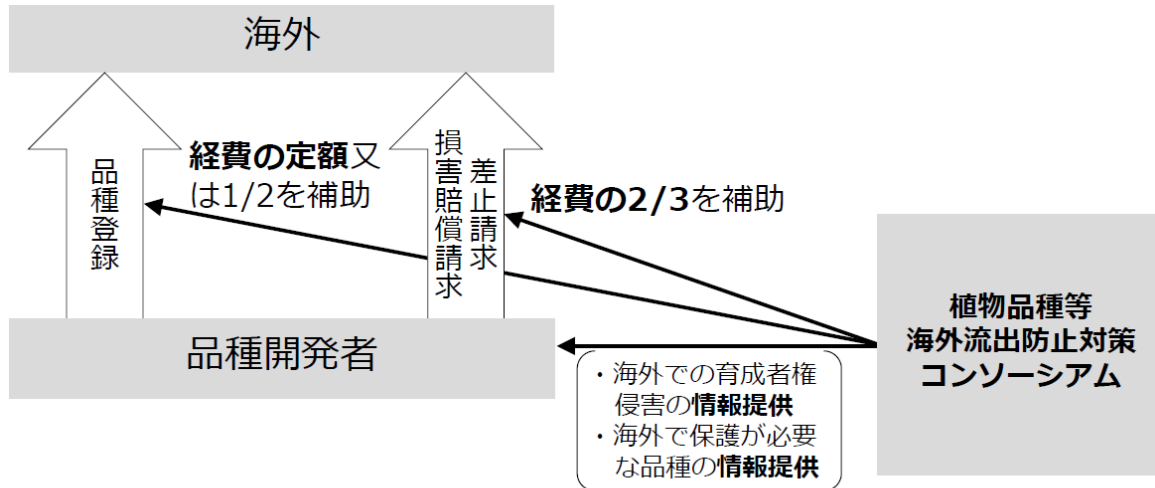 海外
品種登録
経費の定額又
は1/2を補助
差止請求
損害賠償請求
経費の2/3を補助
品種開発者
・海外での育成者権
侵害の情報提供
・海外で保護が必要
な品種の情報提供
植物品種等
海外流出防止対策
コンソーシアム